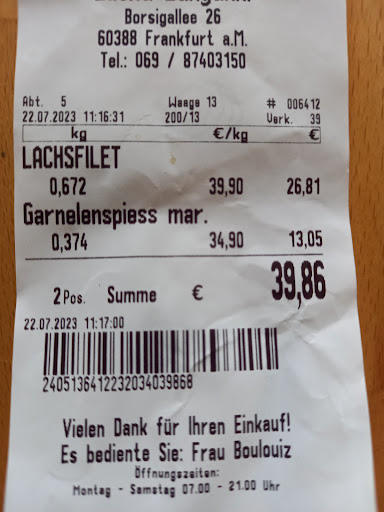 Borsigallee 26
60388 Frankfurt a.M.
Tel.: 069 / 87403150
Abt. 5 Waage 13 # 006412
22.07.2023 11:16:31 200/13 Verk. 39
kg €/kg €
LACHSFILET
0,672 39,90 26,81
Garnelenspiess mar.
0,374 34,90 13,05
2 Pos. Summe € 39,86
22.07.2023 11:17:00
2405136412232034039868
Vielen Dank für Ihren Einkauf!
Es bediente Sie: Frau Boulouiz
Öffnungszeiten:
Montag - Samstag 07.00 - 21.00 Uhr